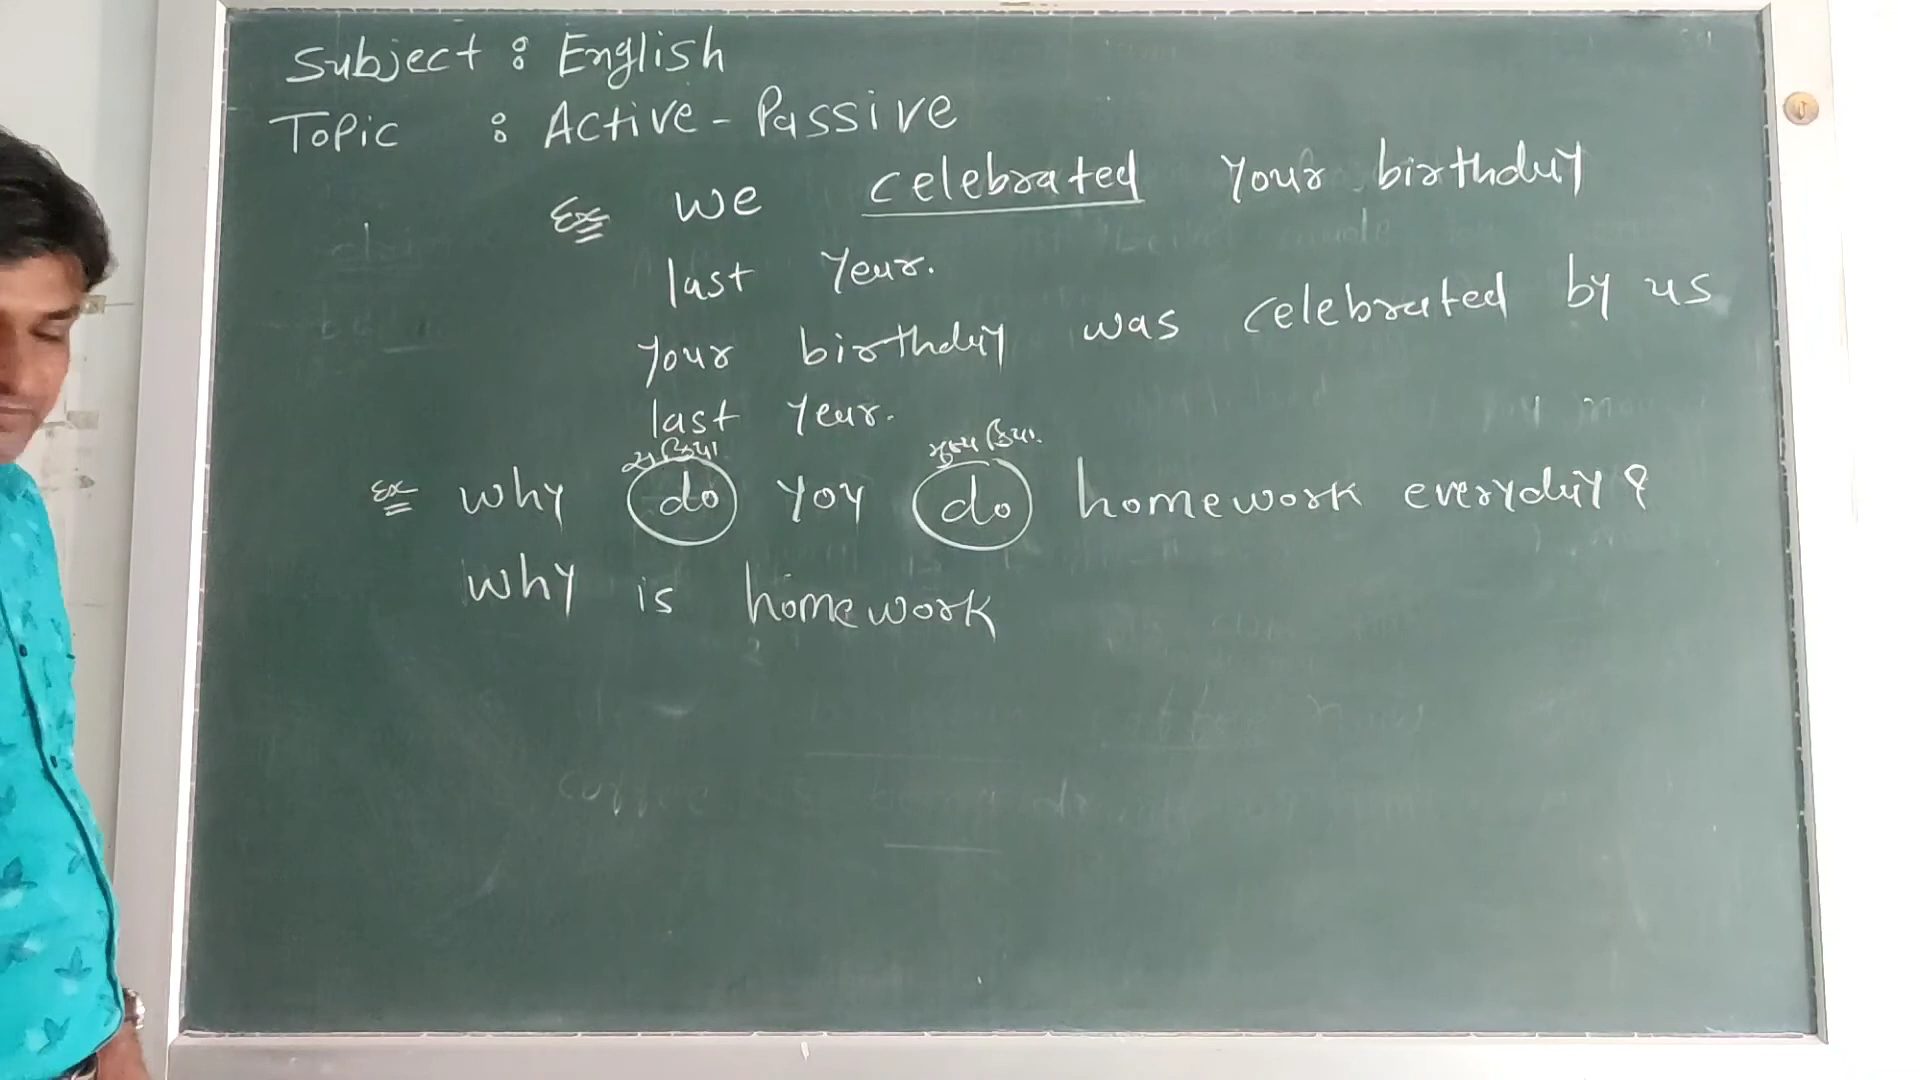 Subject : English
Topic : Active - Passive
Ex we celebrated your birthday
last year.
your birthday was celebrated by us
last year.
સા. ક્રિયા. મુખ્ય ક્રિયા.
Ex why do yoy do homework everyday ?
why is homework